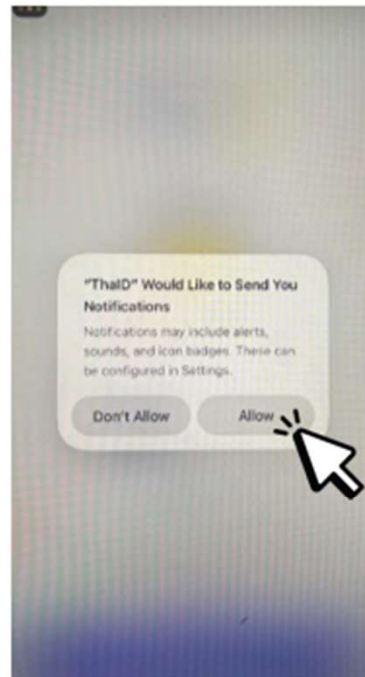 "ThaID" Would Like to Send You
Notifications
Notifications may include alerts,
sounds, and icon badges. These can
be configured in Settings.
Don't Allow
Allow